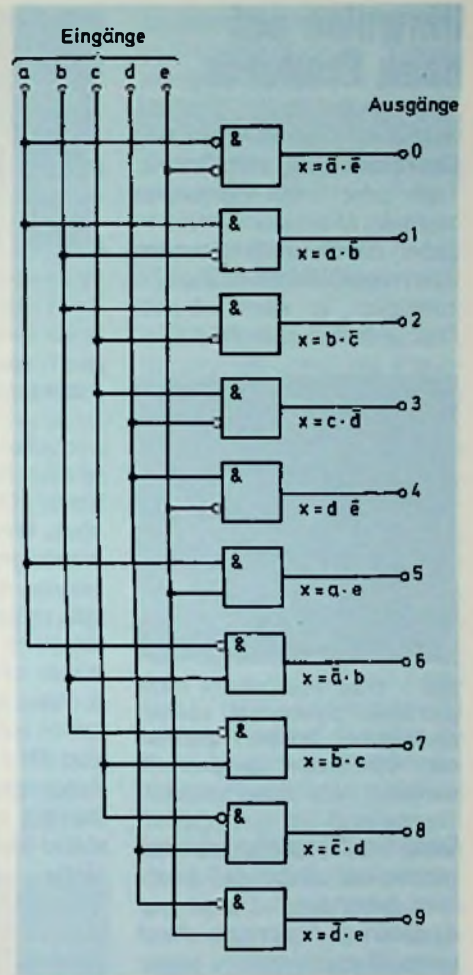 Eingänge
a b c d e
Ausgänge
& 0
x = a̅ · e̅
& 1
x = a · b̅
& 2
x = b · c̅
& 3
x = c · d̅
& 4
x = d e̅
& 5
x = a · e
& 6
x = a̅ · b
& 7
x = b̅ · c
& 8
x = c̅ · d
& 9
x = d̅ · e